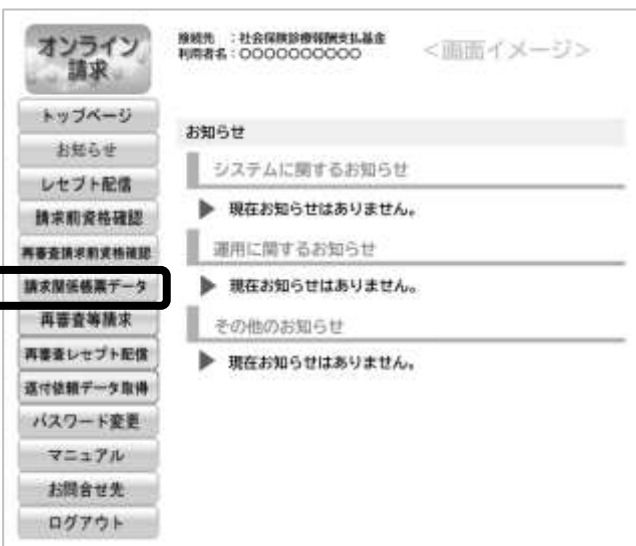 オンライン
請求
接続先 ：社会保険診療報酬支払基金
利用者名：〇〇〇〇〇〇〇〇〇〇
＜画面イメージ＞
トップページ
お知らせ
レセプト配信
請求前資格確認
再審査請求前資格確認
請求関係帳票データ
再審査等請求
再審査レセプト配信
返付依頼データ取得
パスワード変更
マニュアル
お問合せ先
ログアウト
お知らせ
システムに関するお知らせ
▶ 現在お知らせはありません。
運用に関するお知らせ
▶ 現在お知らせはありません。
その他のお知らせ
▶ 現在お知らせはありません。